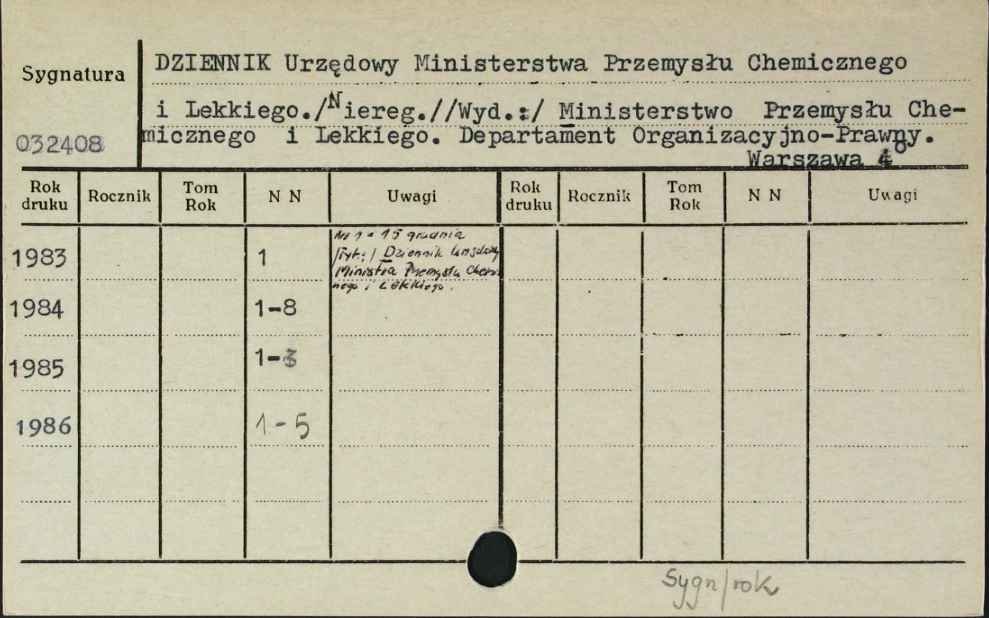 Sygnatura
DZIENNIK Urzędowy Ministerstwa Przemysłu Chemicznego
i Lekkiego./Niereg.//Wyd.:/ Ministerstwo Przemysłu Che-
032408
micznego i Lekkiego. Departament Organizacyjno-Prawny.
Warszawa 4°
Rok druku Rocznik Tom Rok N N Uwagi Rok druku Rocznik Tom Rok N N Uwagi
1983 1 Nr 1 z 15 grudnia
/Tyt:/ Dziennik
Ministra Przemysłu Chemicz-
nego i Lekkiego.
1984 1-8
1985 1-3
1986 1-5
Sygn/rok